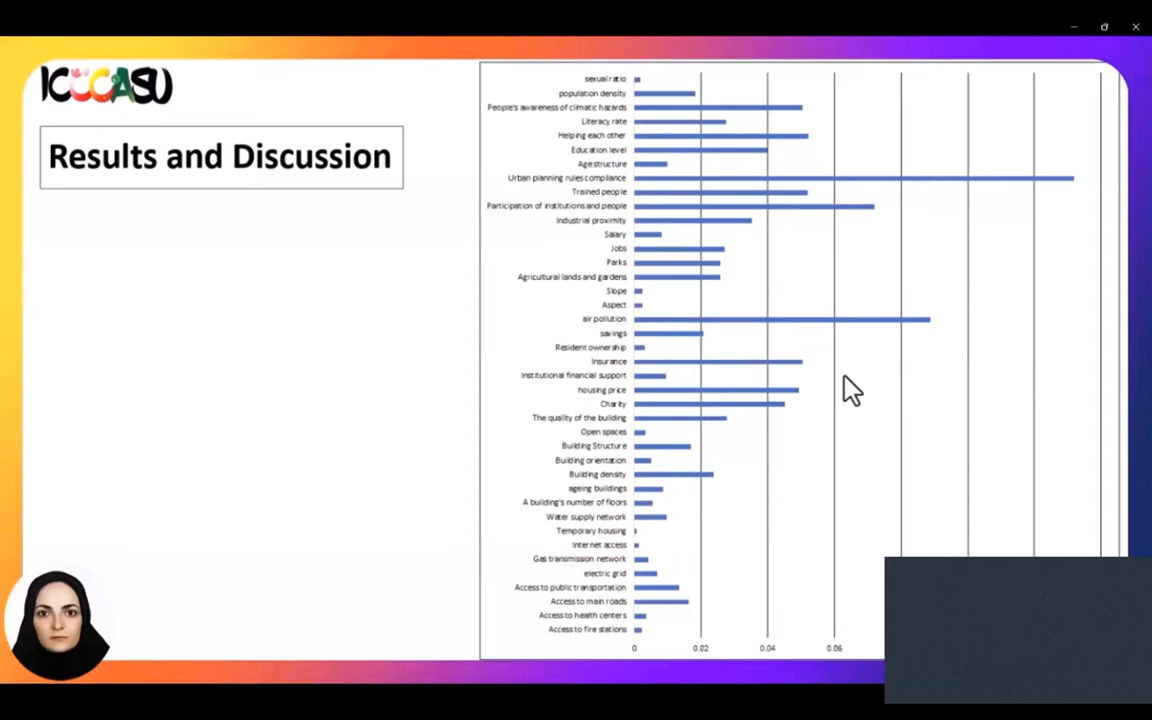 ICCCASU
Results and Discussion
sexual ratio
population density
People's awareness of climatic hazards
Literacy rate
Helping each other
Education level
Age structure
Urban planning rules compliance
Trained people
Participation of institutions and people
Industrial proximity
Salary
Jobs
Parks
Agricultural lands and gardens
Slope
Aspect
air pollution
savings
Resident ownership
Insurance
Institutional financial support
housing price
Charity
The quality of the building
Open spaces
Building Structure
Building orientation
Building density
ageing buildings
A building's number of floors
Water supply network
Temporary housing
Internet access
Gas transmission network
electric grid
Access to public transportation
Access to main roads
Access to health centers
Access to fire stations
0 0.02 0.04 0.06